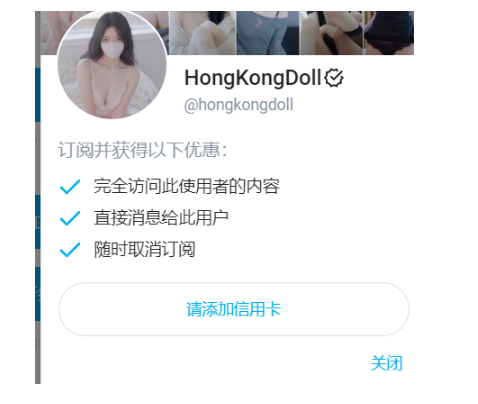 HongKongDoll
@hongkongdoll
订阅并获得以下优惠：
完全访问此使用者的内容
直接消息给此用户
随时取消订阅
请添加信用卡
关闭